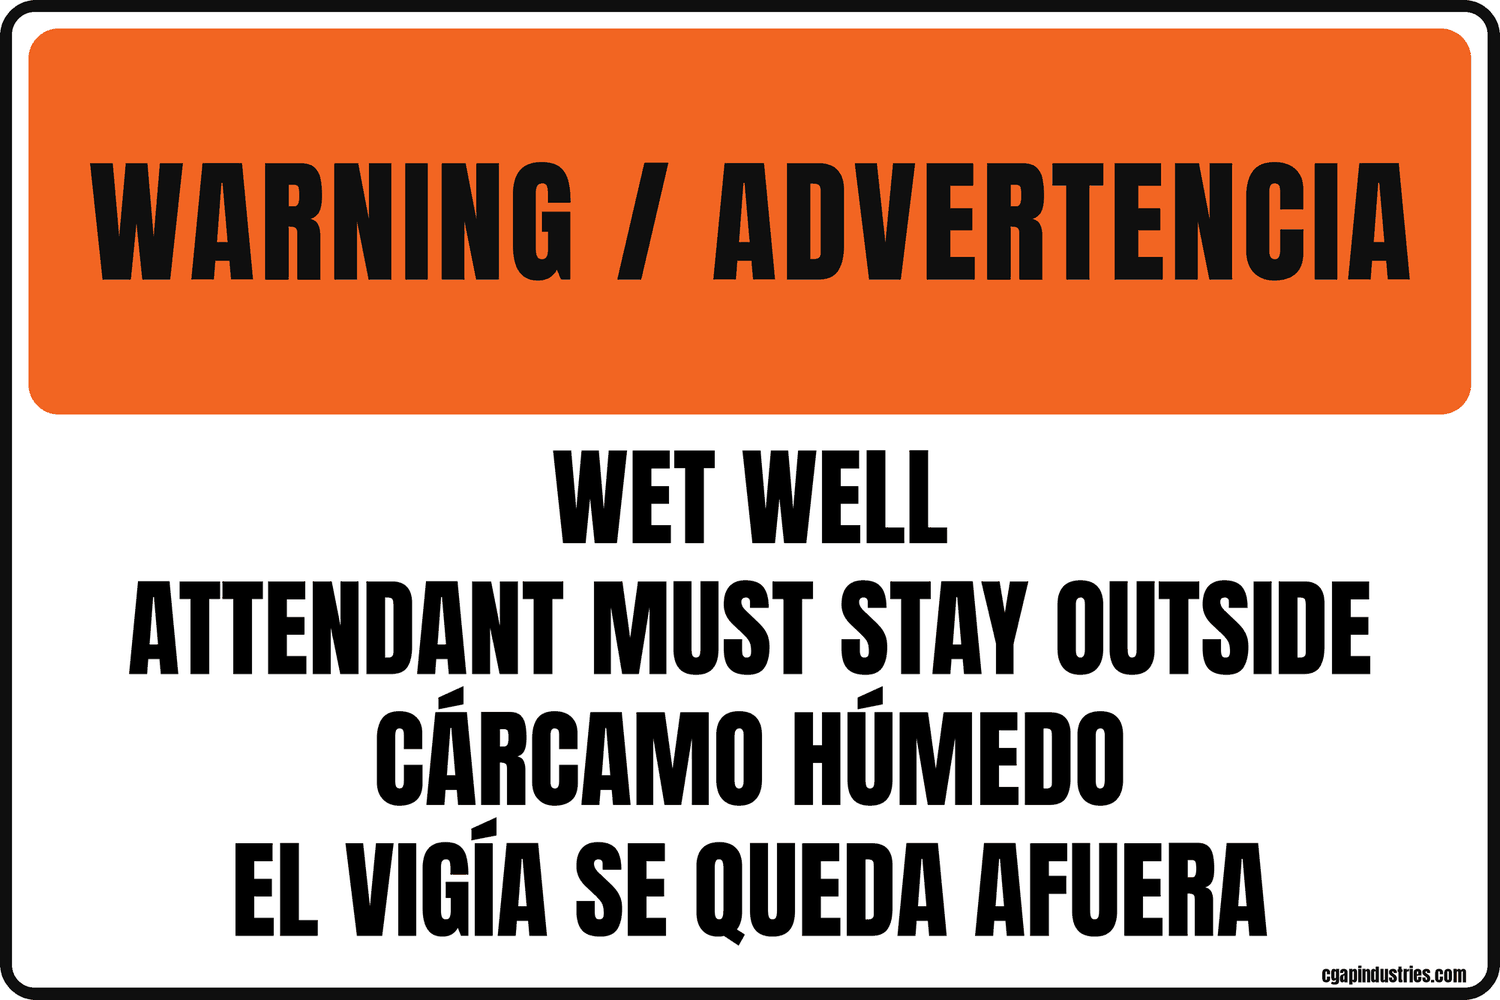 WARNING / ADVERTENCIA
WET WELL
ATTENDANT MUST STAY OUTSIDE
CÁRCAMO HÚMEDO
EL VIGÍA SE QUEDA AFUERA
cgapindustries.com